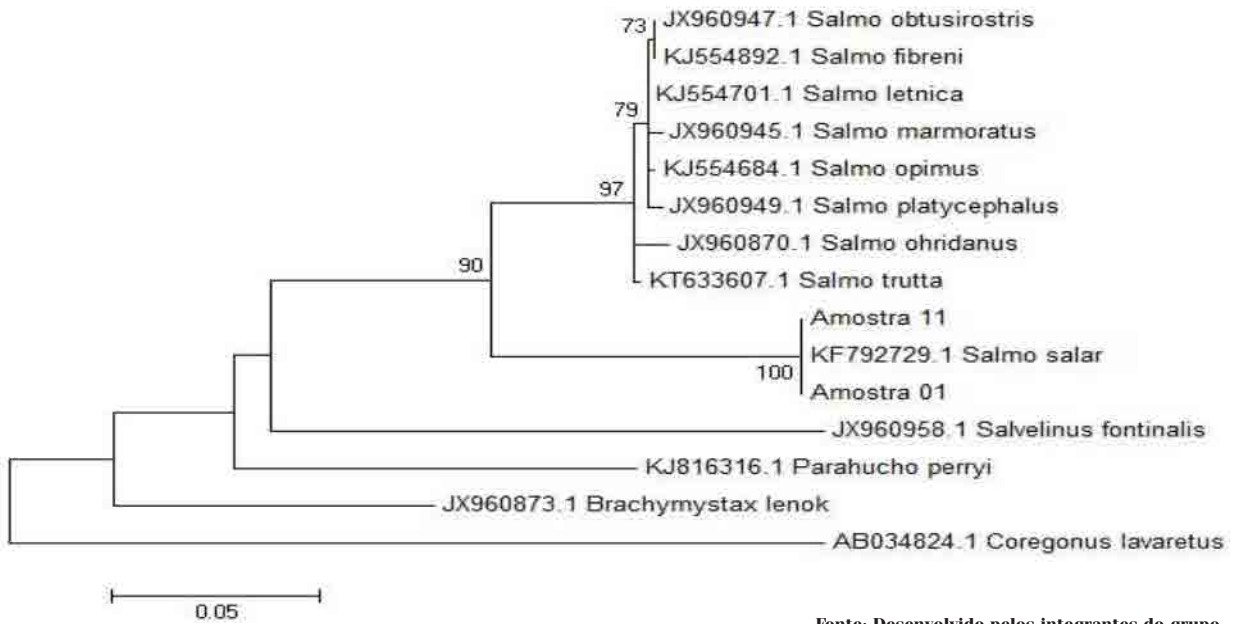 73
JX960947.1 Salmo obtusirostris
KJ554892.1 Salmo fibreni
KJ554701.1 Salmo letnica
79
JX960945.1 Salmo marmoratus
KJ554684.1 Salmo opimus
97
JX960949.1 Salmo platycephalus
JX960870.1 Salmo ohridanus
90
KT633607.1 Salmo trutta
Amostra 11
KF792729.1 Salmo salar
100
Amostra 01
JX960958.1 Salvelinus fontinalis
KJ816316.1 Parahucho perryi
JX960873.1 Brachymystax lenok
AB034824.1 Coregonus lavaretus
0.05
Fonte: Desenvolvido pelos integrantes do grupo